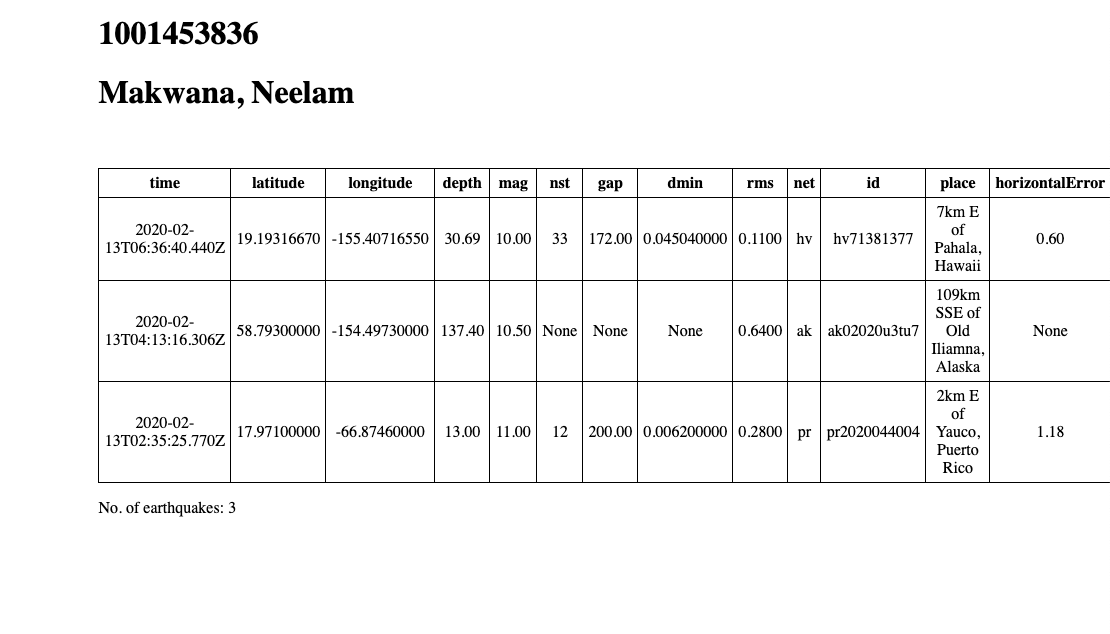 1001453836
Makwana, Neelam
time latitude longitude depth mag nst gap dmin rms net id place horizontalError
2020-02-13T06:36:40.440Z 19.19316670 -155.40716550 30.69 10.00 33 172.00 0.045040000 0.1100 hv hv71381377 7km E of Pahala, Hawaii 0.60
2020-02-13T04:13:16.306Z 58.79300000 -154.49730000 137.40 10.50 None None None 0.6400 ak ak02020u3tu7 109km SSE of Old Iliamna, Alaska None
2020-02-13T02:35:25.770Z 17.97100000 -66.87460000 13.00 11.00 12 200.00 0.006200000 0.2800 pr pr2020044004 2km E of Yauco, Puerto Rico 1.18
No. of earthquakes: 3